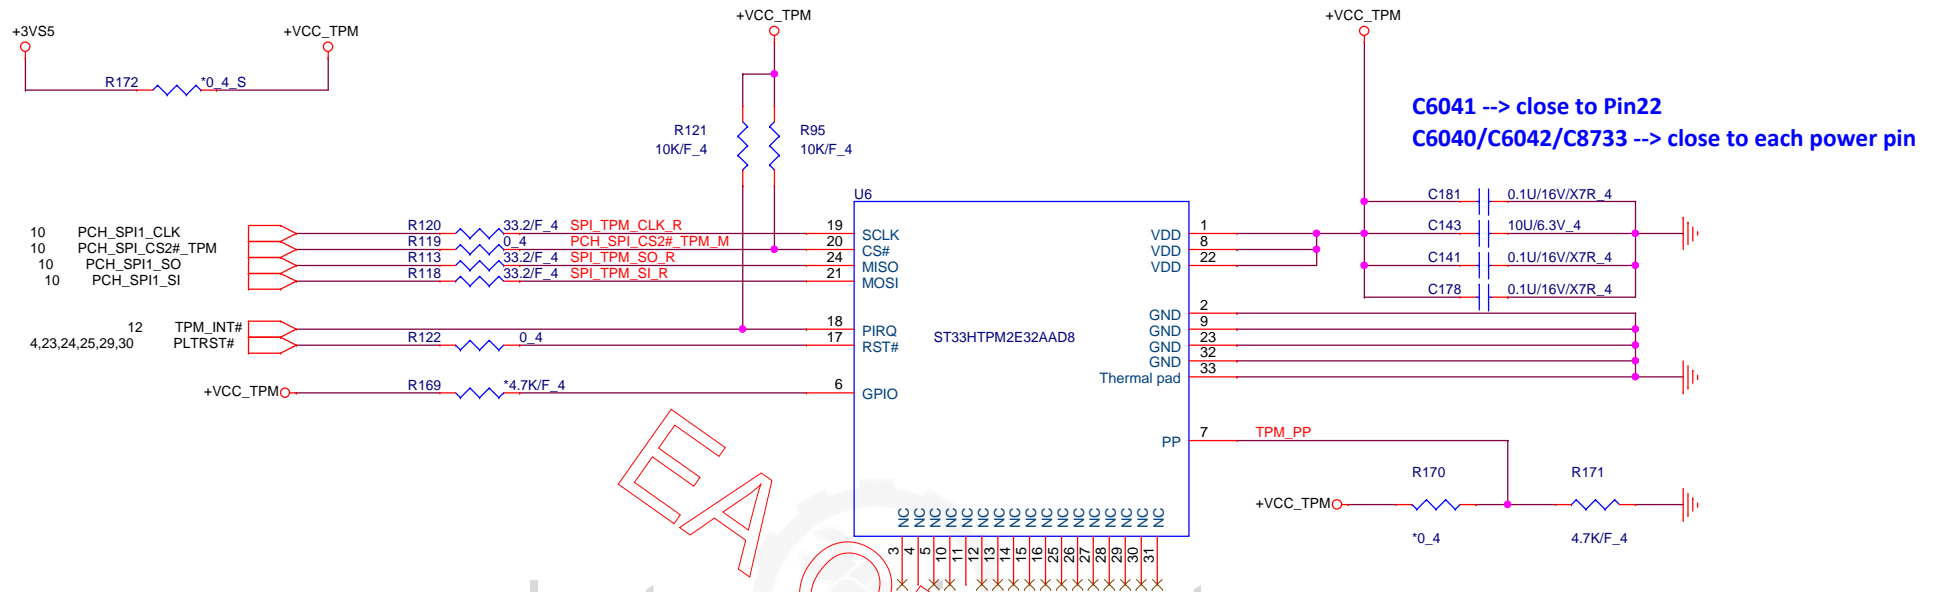 +3VS5
+VCC_TPM
R172
*0_4_S
+VCC_TPM
R121
10K/F_4
R95
10K/F_4
+VCC_TPM
C6041 --> close to Pin22
C6040/C6042/C8733 --> close to each power pin
U6
10 PCH_SPI1_CLK R120 33.2/F_4 SPI_TPM_CLK_R 19 SCLK
10 PCH_SPI_CS2#_TPM R119 0_4 PCH_SPI_CS2#_TPM_M 20 CS#
10 PCH_SPI1_SO R113 33.2/F_4 SPI_TPM_SO_R 24 MISO
10 PCH_SPI1_SI R118 33.2/F_4 SPI_TPM_SI_R 21 MOSI
12 TPM_INT# 18 PIRQ
4,23,24,25,29,30 PLTRST# R122 0_4 17 RST#
+VCC_TPM R169 *4.7K/F_4 6 GPIO
ST33HTPM2E32AAD8
VDD 1
VDD 8
VDD 22
GND 2
GND 9
GND 23
GND 32
Thermal pad 33
PP 7 TPM_PP
C181 0.1U/16V/X7R_4
C143 10U/6.3V_4
C141 0.1U/16V/X7R_4
C178 0.1U/16V/X7R_4
R170
R171
+VCC_TPM
*0_4
4.7K/F_4
NC NC NC NC NC NC NC NC NC NC NC NC NC NC NC NC NC
3 4 5 10 11 12 13 14 15 16 25 26 27 28 29 30 31
EA